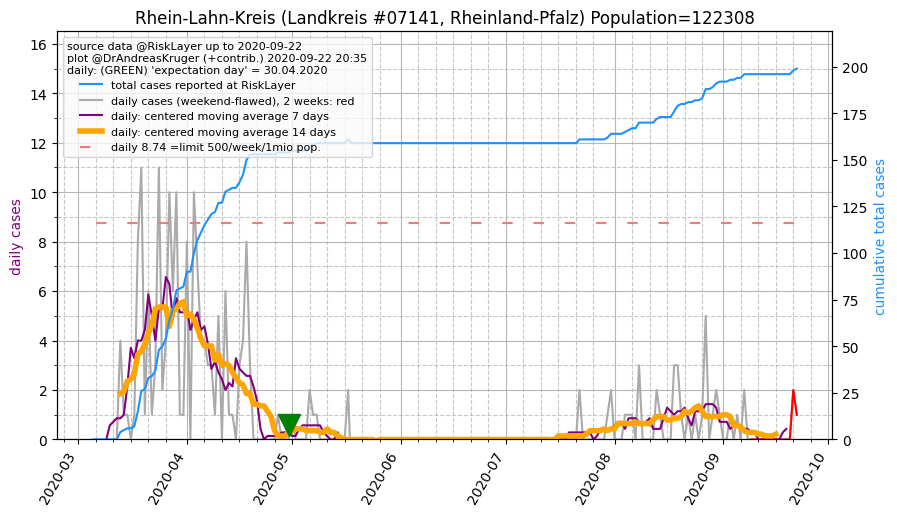 Rhein-Lahn-Kreis (Landkreis #07141, Rheinland-Pfalz) Population=122308
source data @RiskLayer up to 2020-09-22
plot @DrAndreasKruger (+contrib.) 2020-09-22 20:35
daily: (GREEN) 'expectation day' = 30.04.2020
total cases reported at RiskLayer
daily cases (weekend-flawed), 2 weeks: red
daily: centered moving average 7 days
daily: centered moving average 14 days
daily 8.74 =limit 500/week/1mio pop.
daily cases
16
14
12
10
8
6
4
2
0
cumulative total cases
200
175
150
125
100
75
50
25
0
2020-03
2020-04
2020-05
2020-06
2020-07
2020-08
2020-09
2020-10